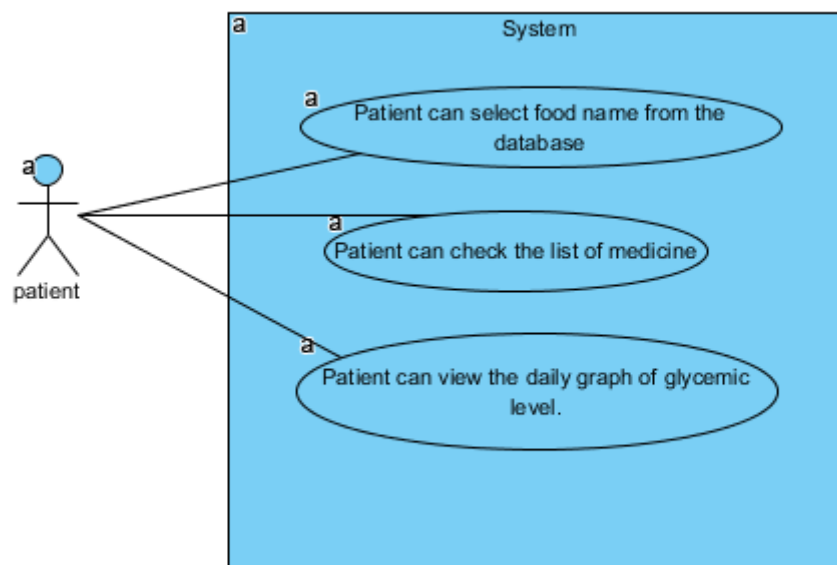 a
System
a
Patient can select food name from the
database
a
a
Patient can check the list of medicine
patient
a
Patient can view the daily graph of glycemic
level.